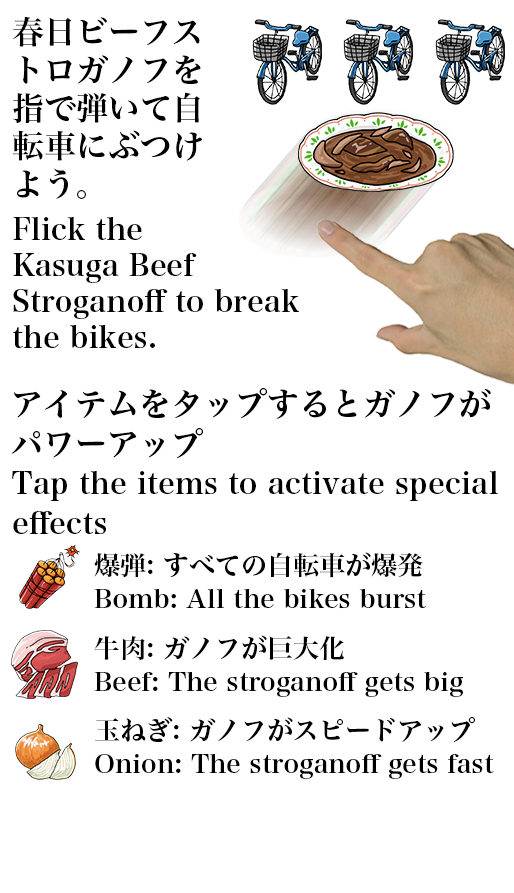 春日ビーフス
トロガノフを
指で弾いて自
転車にぶつけ
よう。
Flick the
Kasuga Beef
Stroganoff to break
the bikes.
アイテムをタップするとガノフが
パワーアップ
Tap the items to activate special
effects
爆弾: すべての自転車が爆発
Bomb: All the bikes burst
牛肉: ガノフが巨大化
Beef: The stroganoff gets big
玉ねぎ: ガノフがスピードアップ
Onion: The stroganoff gets fast